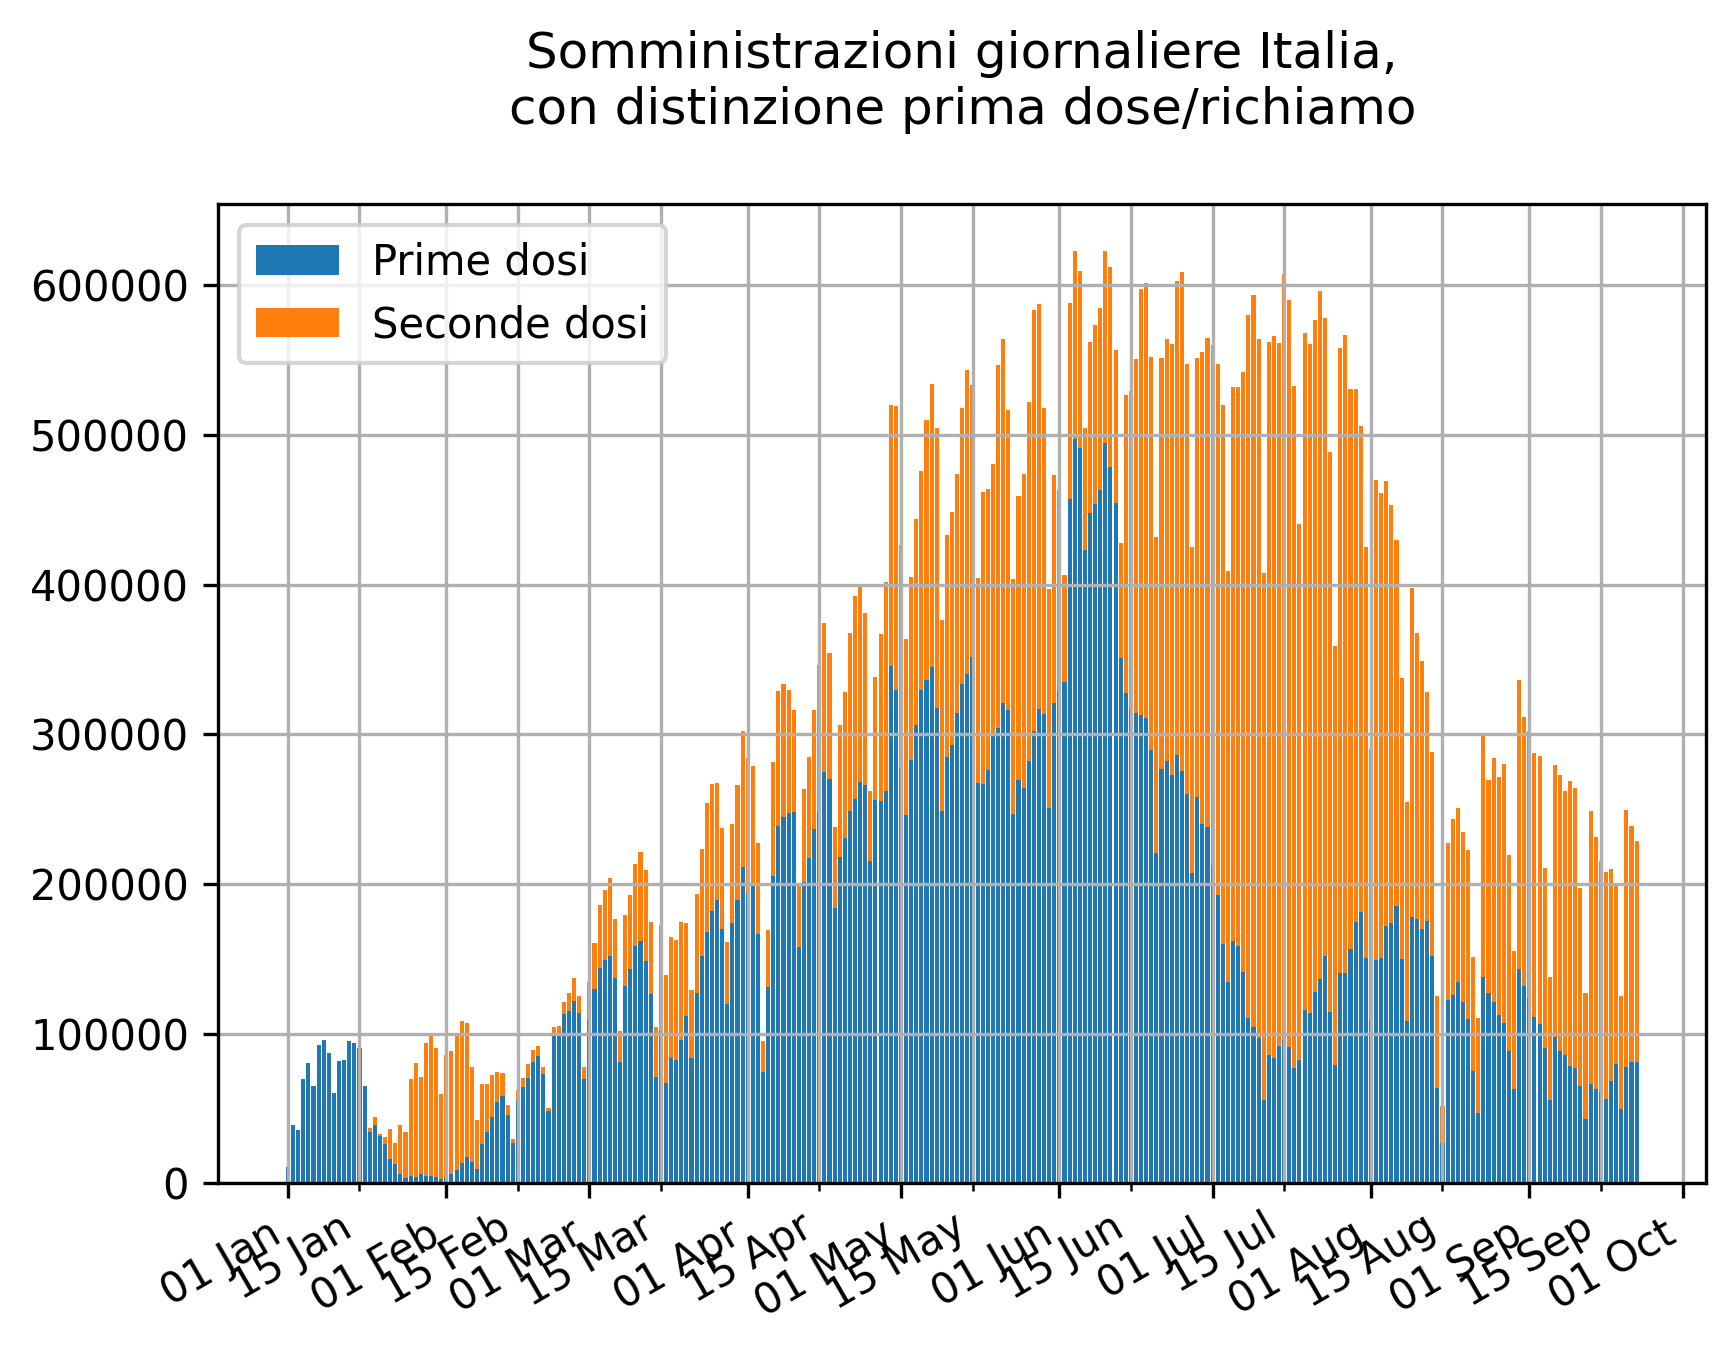 Somministrazioni giornaliere Italia,
con distinzione prima dose/richiamo
Prime dosi
Seconde dosi
600000
500000
400000
300000
200000
100000
0
01 Jan
15 Jan
01 Feb
15 Feb
01 Mar
15 Mar
01 Apr
15 Apr
01 May
15 May
01 Jun
15 Jun
01 Jul
15 Jul
01 Aug
15 Aug
01 Sep
15 Sep
01 Oct